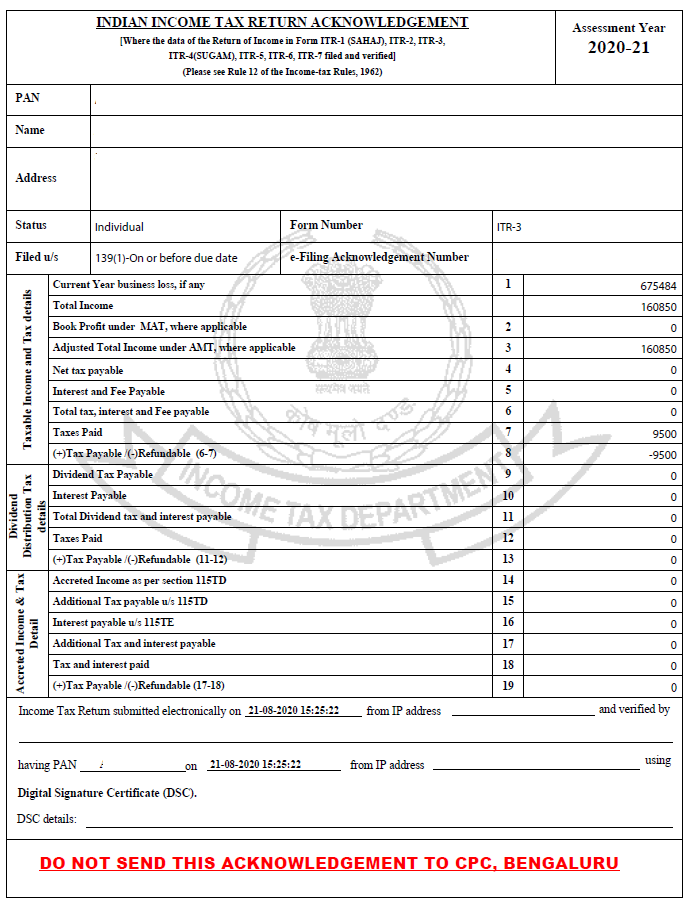 INDIAN INCOME TAX RETURN ACKNOWLEDGEMENT
[Where the data of the Return of Income in Form ITR-1 (SAHAJ), ITR-2, ITR-3,
ITR-4(SUGAM), ITR-5, ITR-6, ITR-7 filed and verified]
(Please see Rule 12 of the Income-tax Rules, 1962)
Assessment Year
2020-21
PAN
Name
Address
Status Individual Form Number ITR-3
Filed u/s 139(1)-On or before due date e-Filing Acknowledgement Number
Taxable Income and Tax details
Current Year business loss, if any 1 675484
Total Income 160850
Book Profit under MAT, where applicable 2 0
Adjusted Total Income under AMT, where applicable 3 160850
Net tax payable 4 0
Interest and Fee Payable 5 0
Total tax, interest and Fee payable 6 0
Taxes Paid 7 9500
(+)Tax Payable /(-)Refundable (6-7) 8 -9500
Dividend Distribution Tax details
Dividend Tax Payable 9 0
Interest Payable 10 0
Total Dividend tax and interest payable 11 0
Taxes Paid 12 0
(+)Tax Payable /(-)Refundable (11-12) 13 0
Accreted Income & Tax Detail
Accreted Income as per section 115TD 14 0
Additional Tax payable u/s 115TD 15 0
Interest payable u/s 115TE 16 0
Additional Tax and interest payable 17 0
Tax and interest paid 18 0
(+)Tax Payable /(-)Refundable (17-18) 19 0
सत्यमेव जयते
कोष मूलो दण्ड
INCOME TAX DEPARTMENT
Income Tax Return submitted electronically on 21-08-2020 15:25:22 from IP address and verified by
having PAN on 21-08-2020 15:25:22 from IP address using
Digital Signature Certificate (DSC).
DSC details:
DO NOT SEND THIS ACKNOWLEDGEMENT TO CPC, BENGALURU